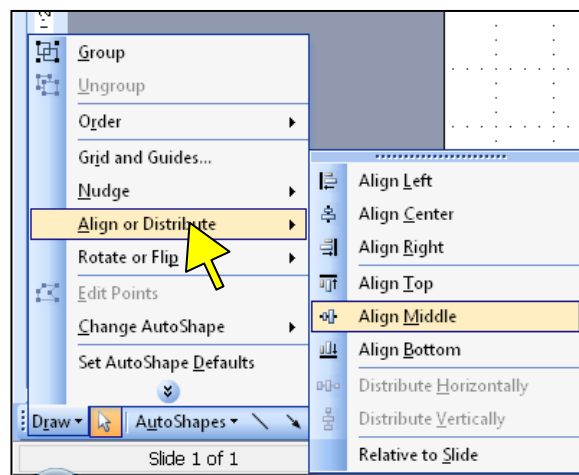 Group
Ungroup
Order
Grid and Guides...
Nudge
Align or Distribute
Rotate or Flip
Edit Points
Change AutoShape
Set AutoShape Defaults
Draw
AutoShapes
Slide 1 of 1
Align Left
Align Center
Align Right
Align Top
Align Middle
Align Bottom
Distribute Horizontally
Distribute Vertically
Relative to Slide